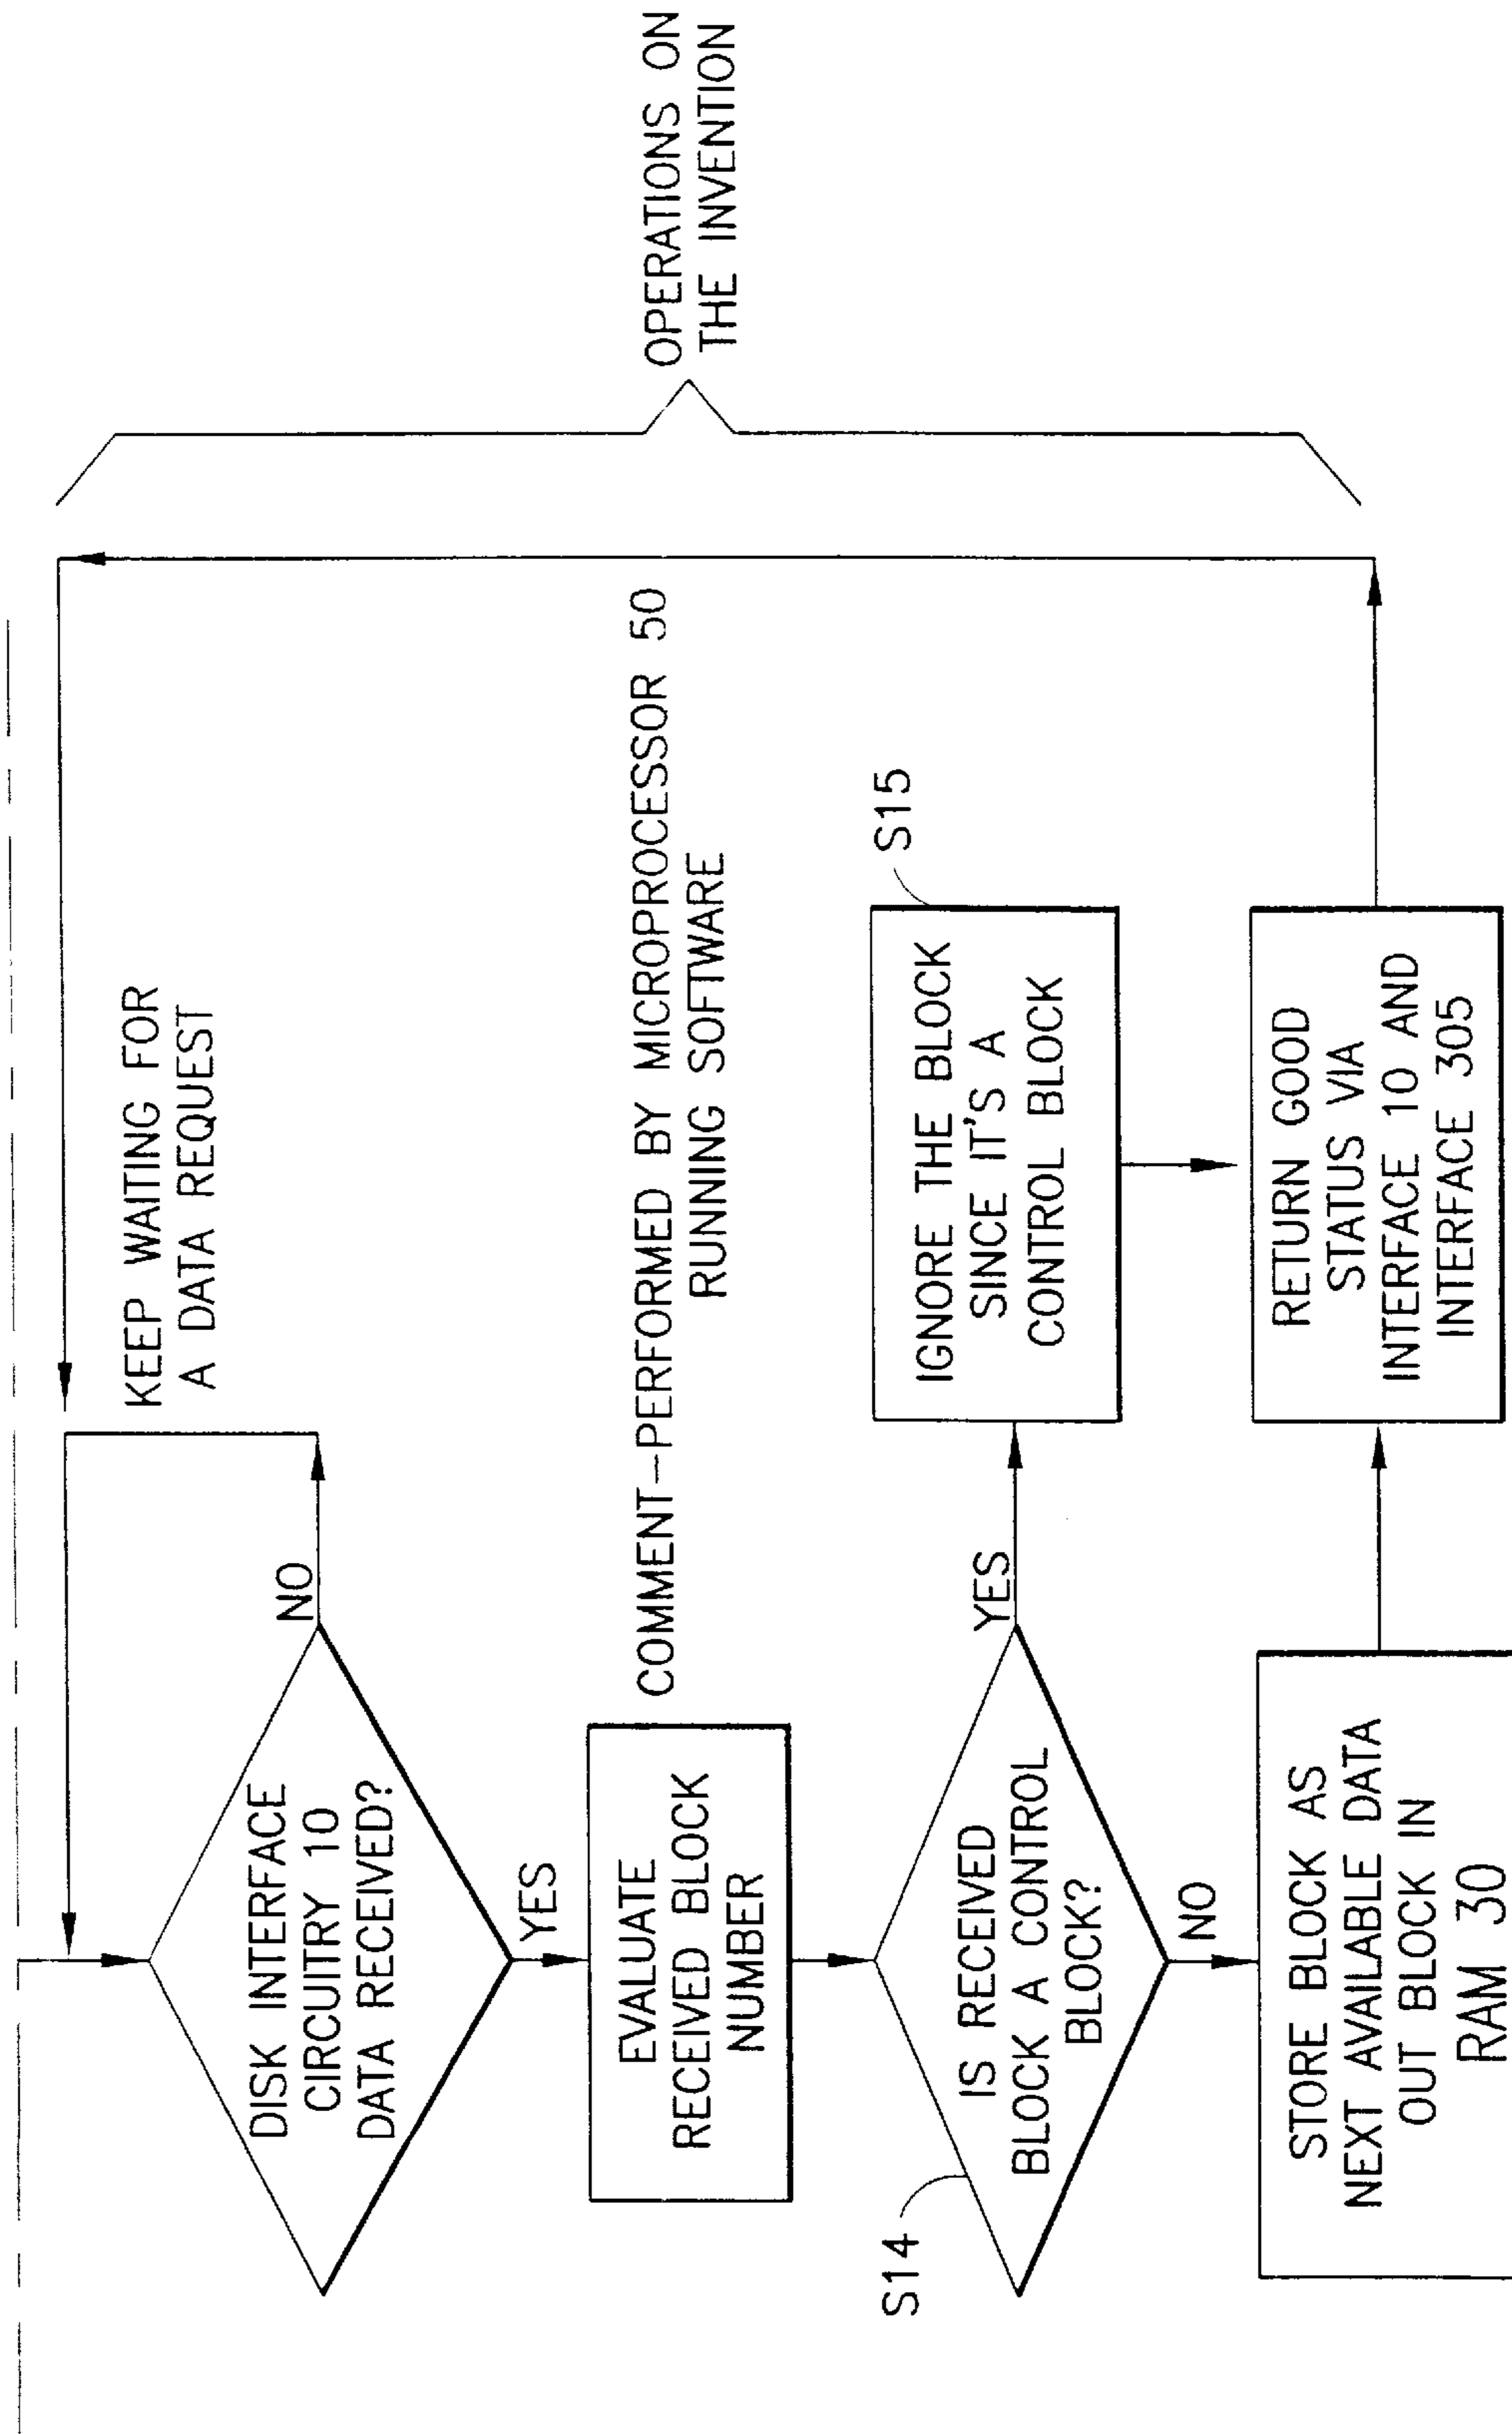 KEEP WAITING FOR
A DATA REQUEST
NO
DISK INTERFACE
CIRCUITRY 10
DATA RECEIVED?
YES
OPERATIONS ON
THE INVENTION
EVALUATE
RECEIVED BLOCK
NUMBER
COMMENT--PERFORMED BY MICROPROCESSOR 50
RUNNING SOFTWARE
S14
IS RECEIVED
BLOCK A CONTROL
BLOCK?
YES
S15
IGNORE THE BLOCK
SINCE IT'S A
CONTROL BLOCK
NO
STORE BLOCK AS
NEXT AVAILABLE DATA
OUT BLOCK IN
RAM 30
RETURN GOOD
STATUS VIA
INTERFACE 10 AND
INTERFACE 305